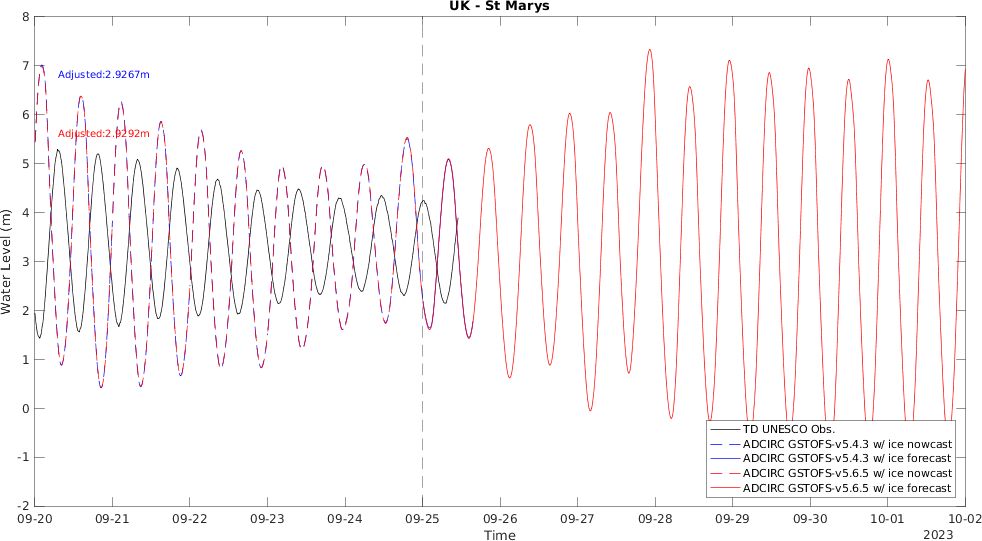 UK - St Marys
8
7
6
5
4
3
2
1
0
-1
-2
Water Level (m)
Adjusted:2.9267m
Adjusted:2.9292m
TD UNESCO Obs.
ADCIRC GSTOFS-v5.4.3 w/ ice nowcast
ADCIRC GSTOFS-v5.4.3 w/ ice forecast
ADCIRC GSTOFS-v5.6.5 w/ ice nowcast
ADCIRC GSTOFS-v5.6.5 w/ ice forecast
09-20 09-21 09-22 09-23 09-24 09-25 09-26 09-27 09-28 09-29 09-30 10-01 10-02
Time
2023